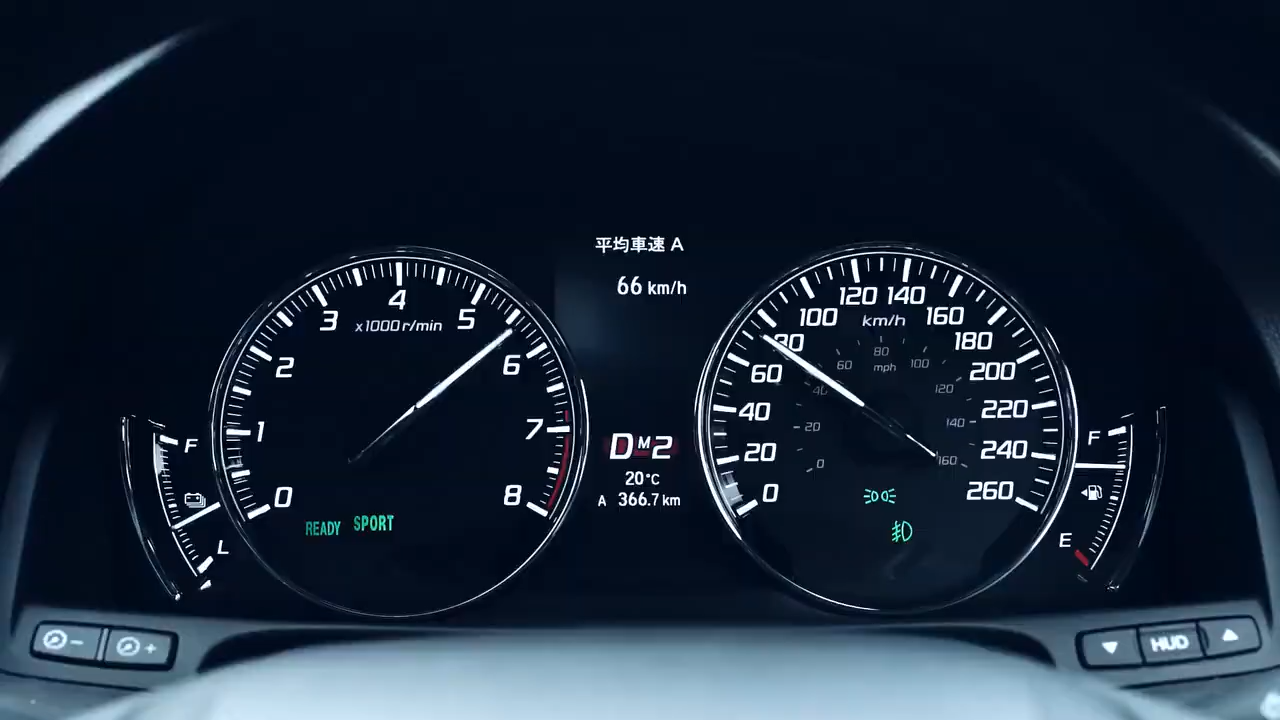 平均車速 A
66 km/h
0
1
2
3
4
5
6
7
8
x1000 r/min
READY SPORT
F
L
D M 2
20°C
A 366.7 km
0
20
40
60
80
100
120
140
160
180
200
220
240
260
km/h
0
20
40
60
80
100
120
140
160
mph
F
E
−
+
▼ HUD ▲